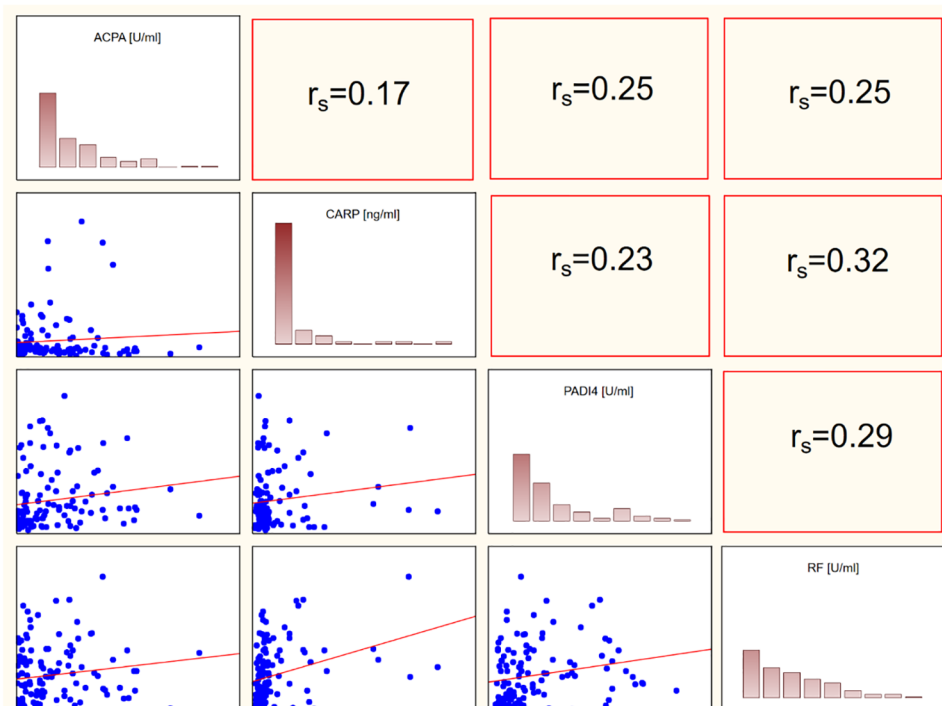 ACPA [U/ml]
rs=0.17
rs=0.25
rs=0.25
CARP [ng/ml]
rs=0.23
rs=0.32
PADI4 [U/ml]
rs=0.29
RF [U/ml]